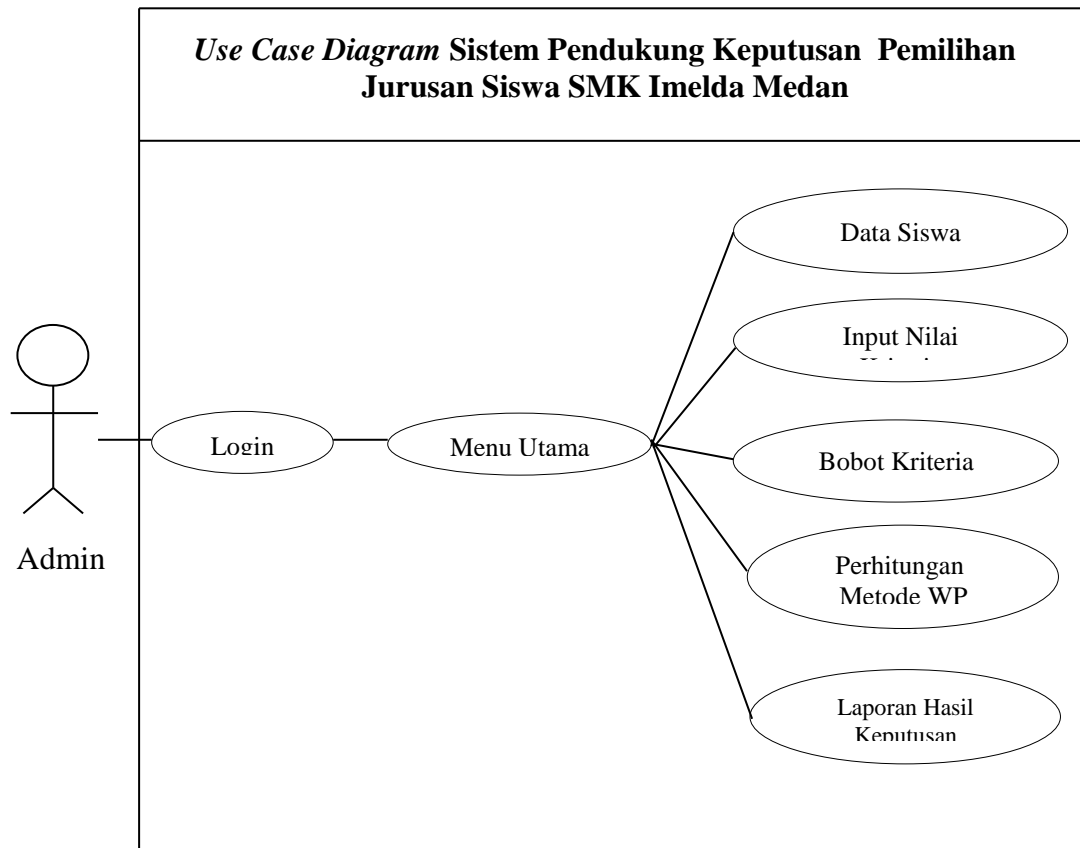 Use Case Diagram Sistem Pendukung Keputusan Pemilihan
Jurusan Siswa SMK Imelda Medan
Data Siswa
Input Nilai
Login
Menu Utama
Bobot Kriteria
Admin
Perhitungan
Metode WP
Laporan Hasil
Keputusan